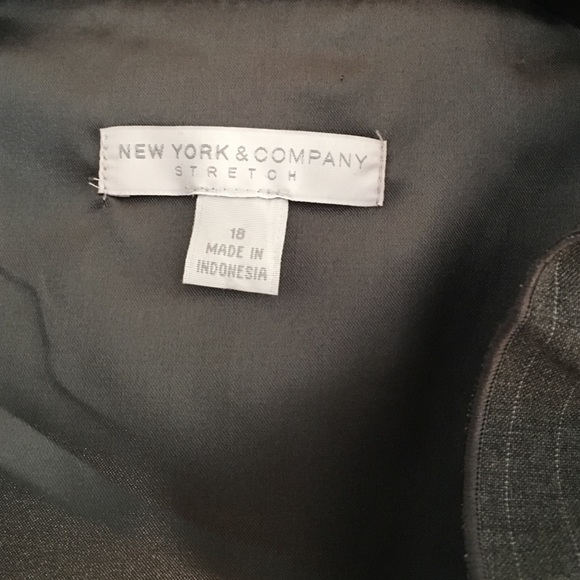 NEW YORK & COMPANY
STRETCH
18
MADE IN
INDONESIA